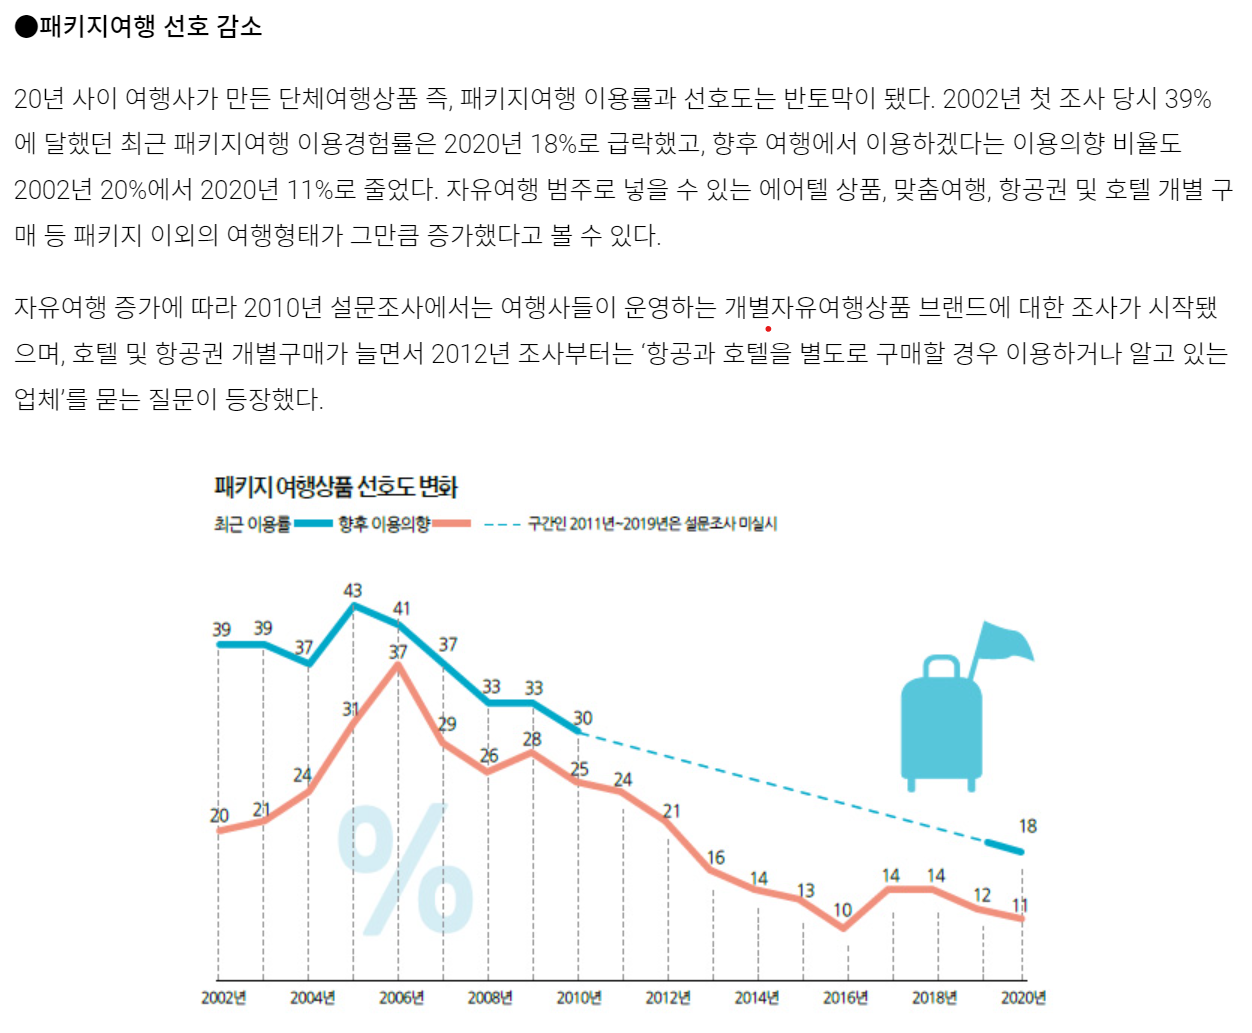 ●패키지여행 선호 감소
20년 사이 여행사가 만든 단체여행상품 즉, 패키지여행 이용률과 선호도는 반토막이 됐다. 2002년 첫 조사 당시 39%
에 달했던 최근 패키지여행 이용경험률은 2020년 18%로 급락했고, 향후 여행에서 이용하겠다는 이용의향 비율도
2002년 20%에서 2020년 11%로 줄었다. 자유여행 범주로 넣을 수 있는 에어텔 상품, 맞춤여행, 항공권 및 호텔 개별 구
매 등 패키지 이외의 여행형태가 그만큼 증가했다고 볼 수 있다.
자유여행 증가에 따라 2010년 설문조사에서는 여행사들이 운영하는 개별자유여행상품 브랜드에 대한 조사가 시작됐
으며, 호텔 및 항공권 개별구매가 늘면서 2012년 조사부터는 ‘항공과 호텔을 별도로 구매할 경우 이용하거나 알고 있는
업체’를 묻는 질문이 등장했다.
패키지 여행상품 선호도 변화
최근 이용률 향후 이용의향 구간인 2011년~2019년은 설문조사 미실시
39 39 37 43 41 37 33 33 30 18
20 21 24 31 37 29 26 28 25 24 21 16 14 13 10 14 14 12 11
%
2002년 2004년 2006년 2008년 2010년 2012년 2014년 2016년 2018년 2020년